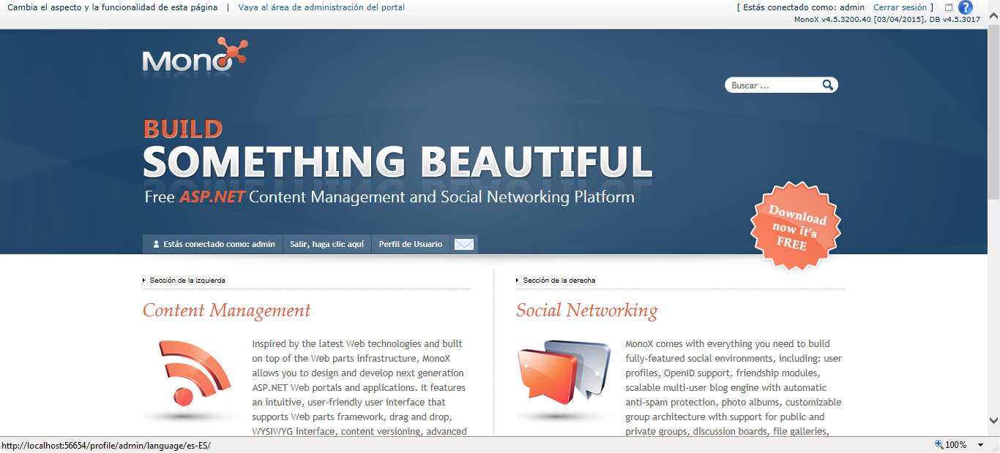 Cambia el aspecto y la funcionalidad de esta página | Vaya al área de administración del portal
[ Estás conectado como: admin Cerrar sesión ]
MonoX v4.5.3200.40 [03/04/2015], DB v4.5.3017
Mono
Buscar ...
BUILD
SOMETHING BEAUTIFUL
Free ASP.NET Content Management and Social Networking Platform
Download
now it's
FREE
Estás conectado como: admin
Salir, haga clic aquí
Perfil de Usuario
Sección de la izquierda
Content Management
Inspired by the latest Web technologies and built
on top of the Web parts infrastructure, MonoX
allows you to design and develop next generation
ASP.NET Web portals and applications. It features
an intuitive, user-friendly user interface that
supports Web parts framework, drag and drop,
WYSIWYG interface, content versioning, advanced
Sección de la derecha
Social Networking
MonoX comes with everything you need to build
fully-featured social environments, including: user
profiles, OpenID support, friendship modules,
scalable multi-user blog engine with automatic
anti-spam protection, photo albums, customizable
group architecture with support for public and
private groups, discussion boards, file galleries,
http://localhost:56654/profile/admin/language/es-ES/
100%